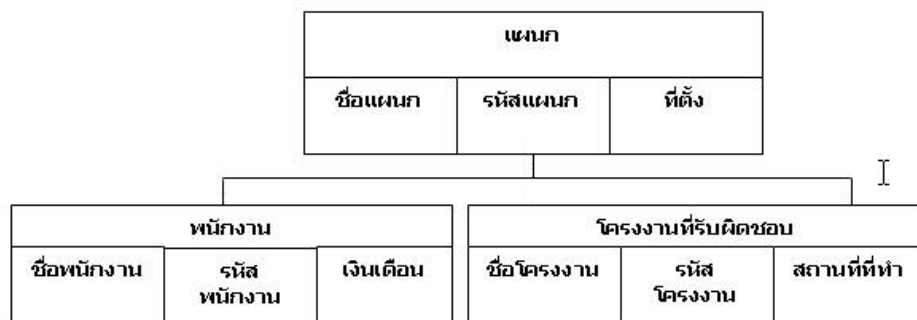 แผนก
ชื่อแผนก รหัสแผนก ที่ตั้ง
พนักงาน
ชื่อพนักงาน รหัส เงินเดือน
พนักงาน
โครงงานที่รับผิดชอบ
ชื่อโครงงาน รหัส สถานที่ที่ทำ
โครงงาน